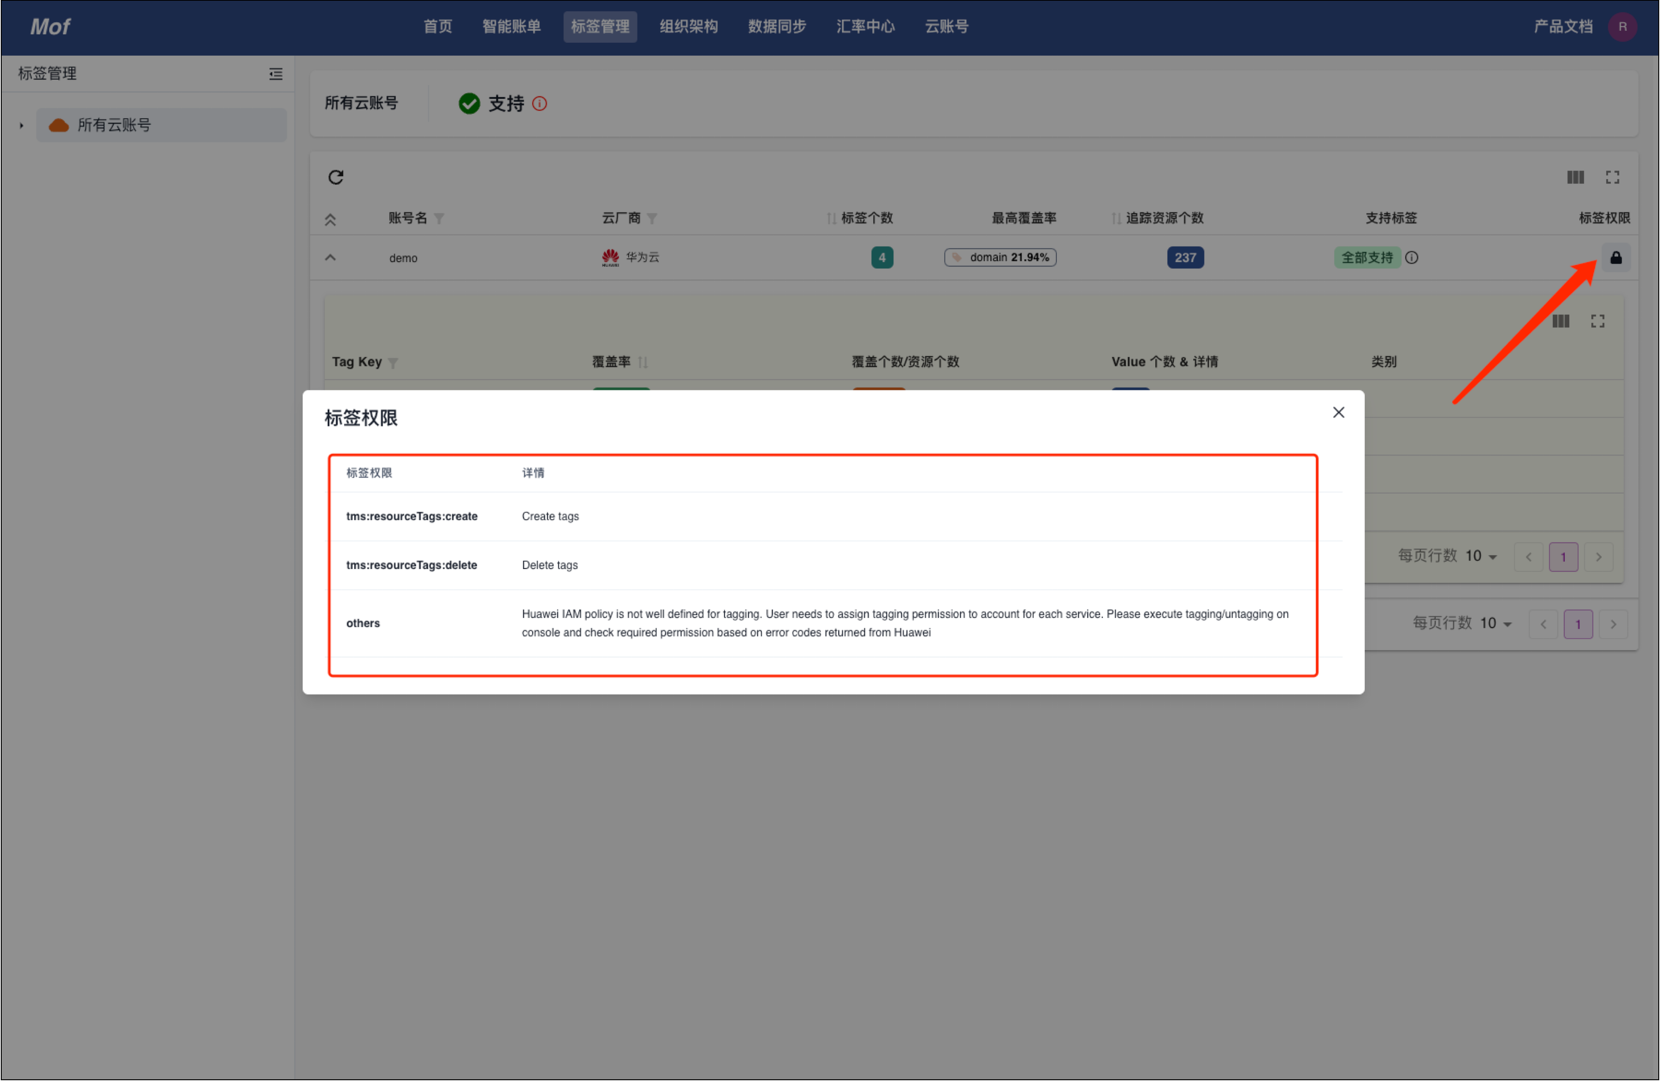 Mof
首页 智能账单 标签管理 组织架构 数据同步 汇率中心 云账号 产品文档 R
标签管理
所有云账号
所有云账号 支持
账号名 云厂商 标签个数 最高覆盖率 追踪资源个数 支持标签 标签权限
demo 华为云 4 domain 21.94% 237 全部支持
Tag Key 覆盖率 覆盖个数/资源个数 Value 个数 & 详情 类别
标签权限
标签权限 详情
tms:resourceTags:create Create tags
tms:resourceTags:delete Delete tags
others Huawei IAM policy is not well defined for tagging. User needs to assign tagging permission to account for each service. Please execute tagging/untagging on
console and check required permission based on error codes returned from Huawei
每页行数 10 1
每页行数 10 1